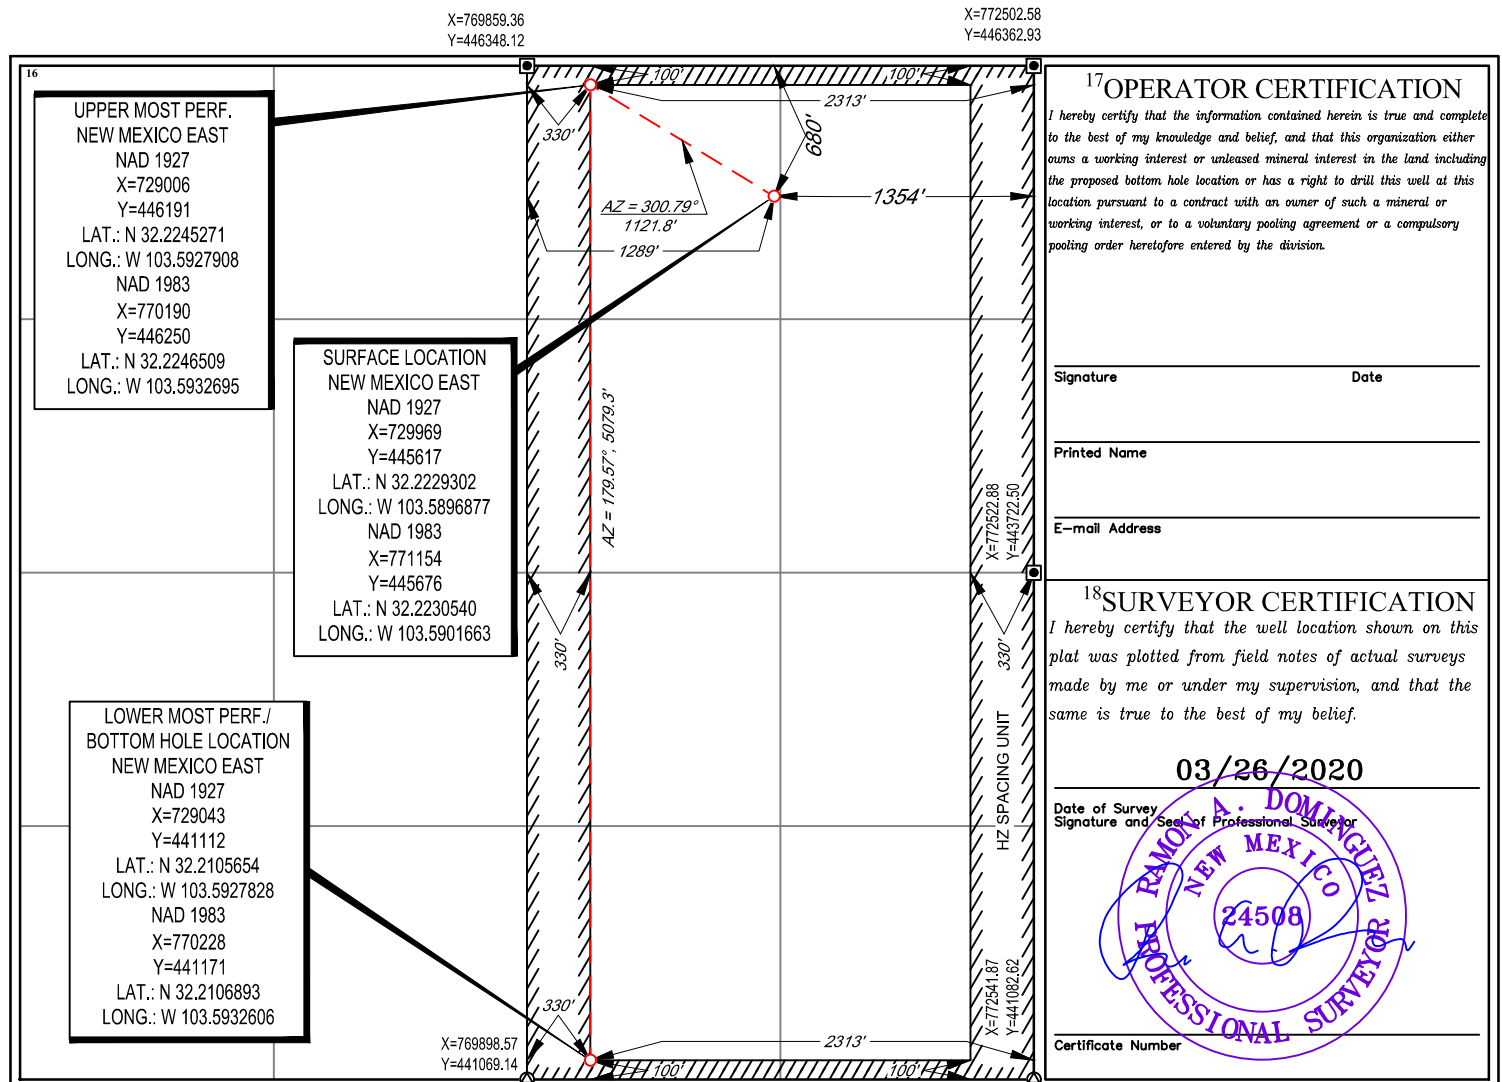 X=769859.36
Y=446348.12
X=772502.58
Y=446362.93
16
UPPER MOST PERF.
NEW MEXICO EAST
NAD 1927
X=729006
Y=446191
LAT.: N 32.2245271
LONG.: W 103.5927908
NAD 1983
X=770190
Y=446250
LAT.: N 32.2246509
LONG.: W 103.5932695
100'
100'
2313'
330'
680'
1354'
AZ = 300.79°
1121.8'
1289'
SURFACE LOCATION
NEW MEXICO EAST
NAD 1927
X=729969
Y=445617
LAT.: N 32.2229302
LONG.: W 103.5896877
NAD 1983
X=771154
Y=445676
LAT.: N 32.2230540
LONG.: W 103.5901663
AZ = 179.57°, 5079.3'
X=772522.88
Y=443722.50
330'
330'
HZ SPACING UNIT
LOWER MOST PERF./
BOTTOM HOLE LOCATION
NEW MEXICO EAST
NAD 1927
X=729043
Y=441112
LAT.: N 32.2105654
LONG.: W 103.5927828
NAD 1983
X=770228
Y=441171
LAT.: N 32.2106893
LONG.: W 103.5932606
X=769898.57
Y=441069.14
330'
2313'
100'
100'
X=772541.87
Y=441082.62
17 OPERATOR CERTIFICATION
I hereby certify that the information contained herein is true and complete
to the best of my knowledge and belief, and that this organization either
owns a working interest or unleased mineral interest in the land including
the proposed bottom hole location or has a right to drill this well at this
location pursuant to a contract with an owner of such a mineral or
working interest, or to a voluntary pooling agreement or a compulsory
pooling order heretofore entered by the division.
Signature Date
Printed Name
E-mail Address
18 SURVEYOR CERTIFICATION
I hereby certify that the well location shown on this
plat was plotted from field notes of actual surveys
made by me or under my supervision, and that the
same is true to the best of my belief.
03/26/2020
Date of Survey
Signature and Seal of Professional Surveyor
RAMON A. DOMINGUEZ
NEW MEXICO
24508
PROFESSIONAL SURVEYOR
Certificate Number